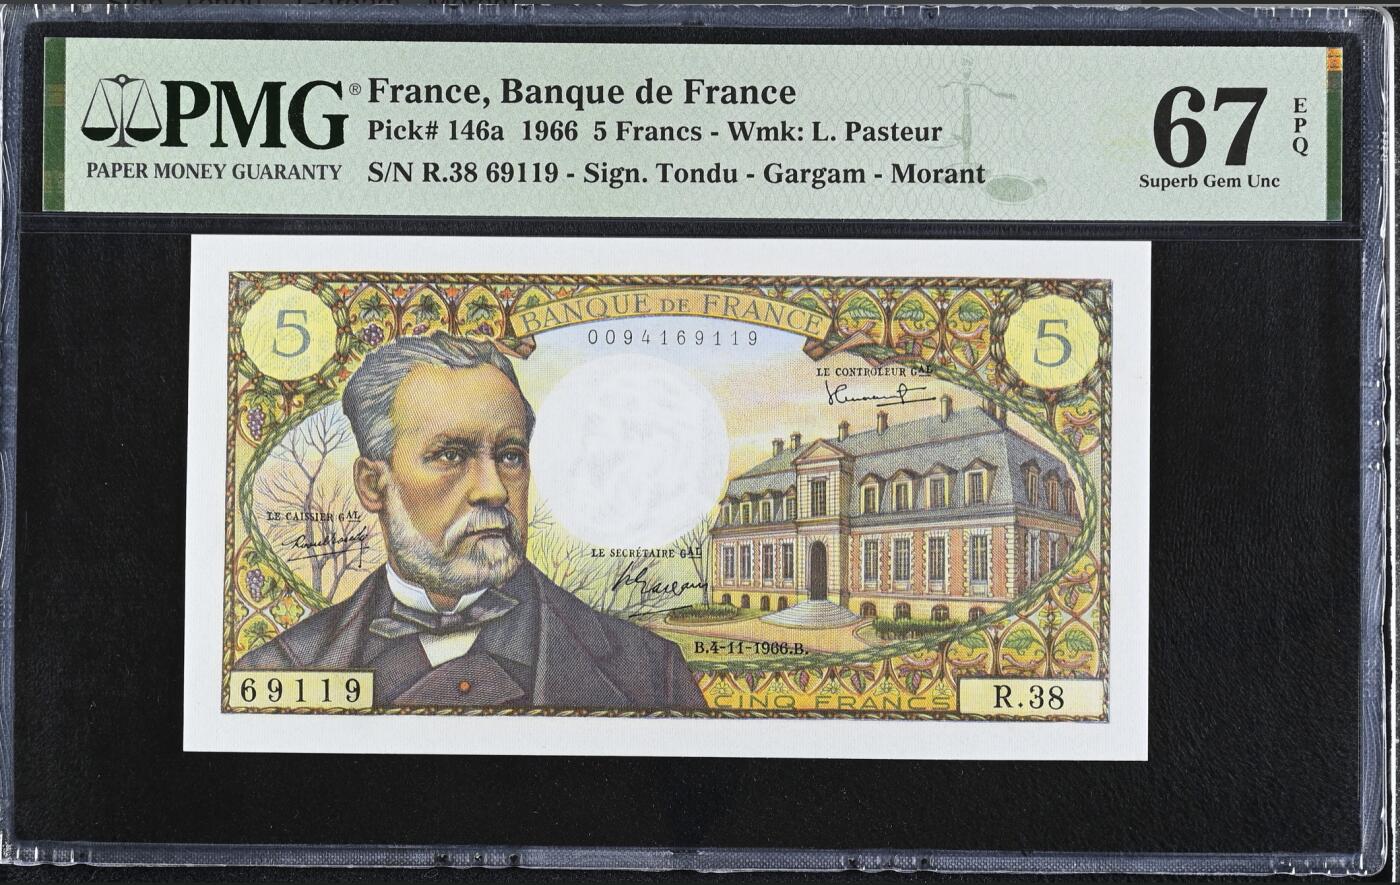 PMG®
PAPER MONEY GUARANTY
France, Banque de France
Pick# 146a 1966 5 Francs - Wmk: L. Pasteur
S/N R.38 69119 - Sign. Tondu - Gargam - Morant
67
EPQ
Superb Gem Unc
BANQUE DE FRANCE
5
5
0094169119
LE CONTROLEUR GAL
LE CAISSIER GAL
LE SECRÉTAIRE GAL
B.4-11-1966.B.
69119
CINQ FRANCS
R.38